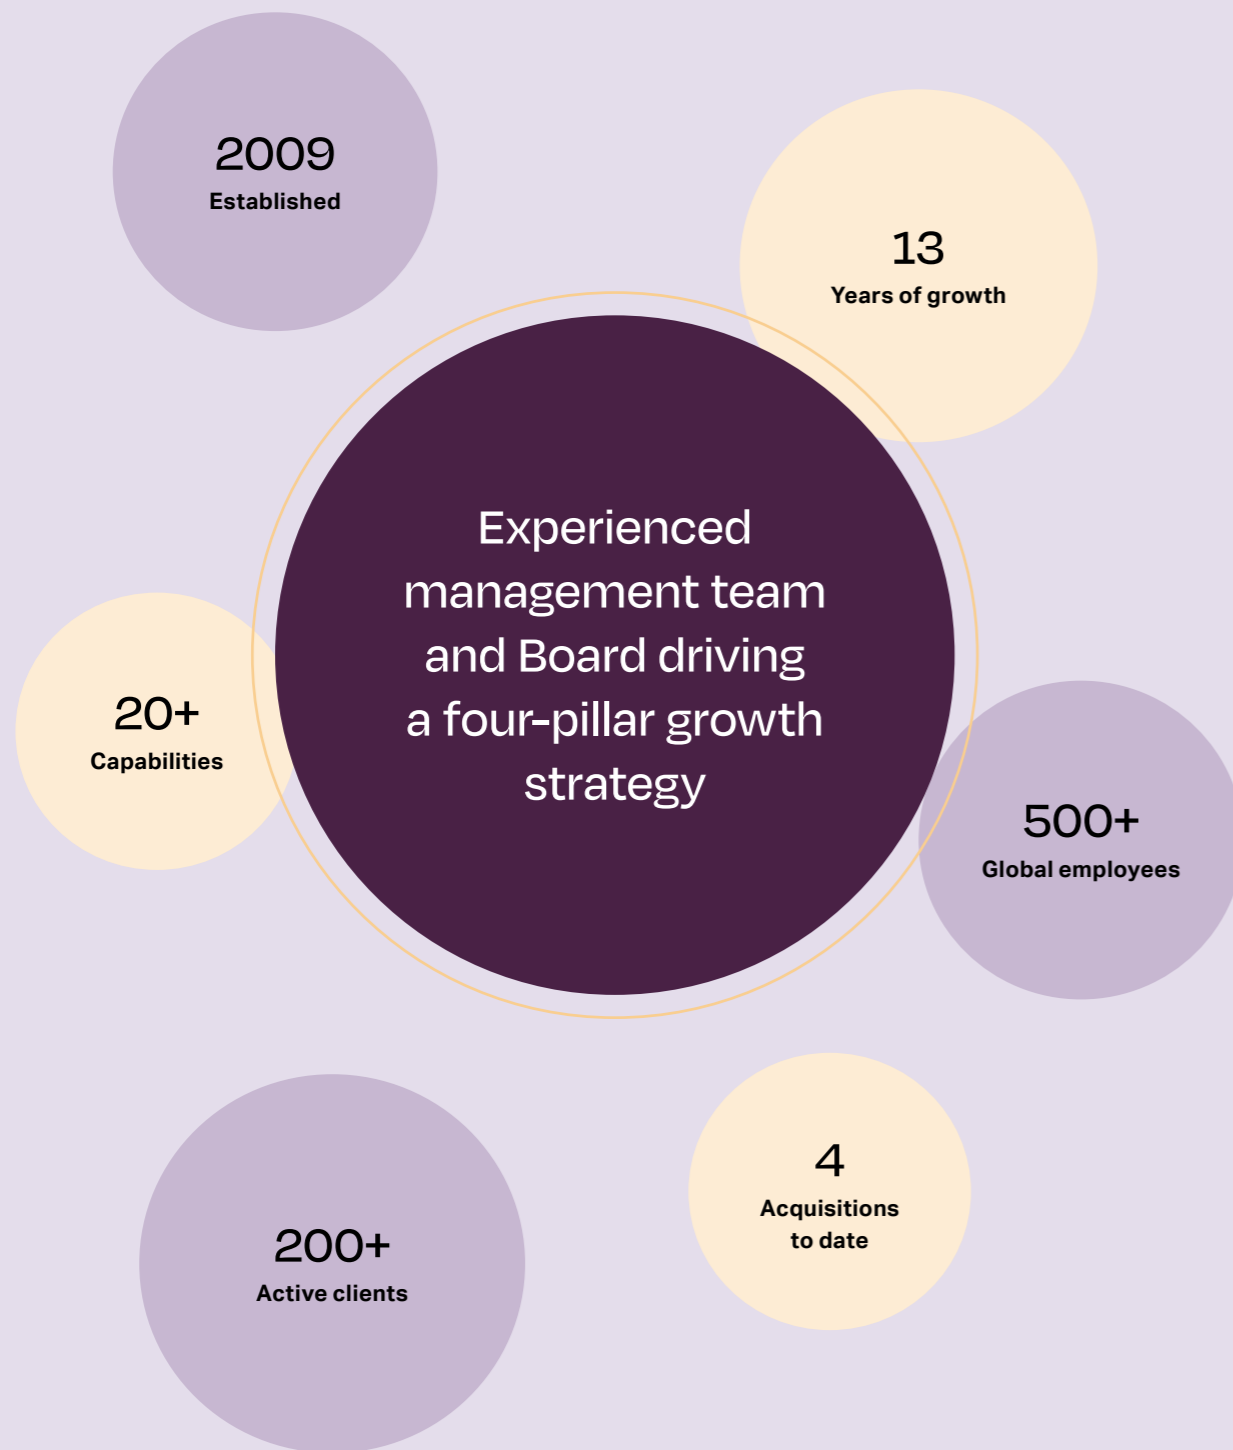 2009
Established
13
Years of growth
Experienced
management team
and Board driving
a four-pillar growth
strategy
20+
Capabilities
500+
Global employees
4
Acquisitions
to date
200+
Active clients